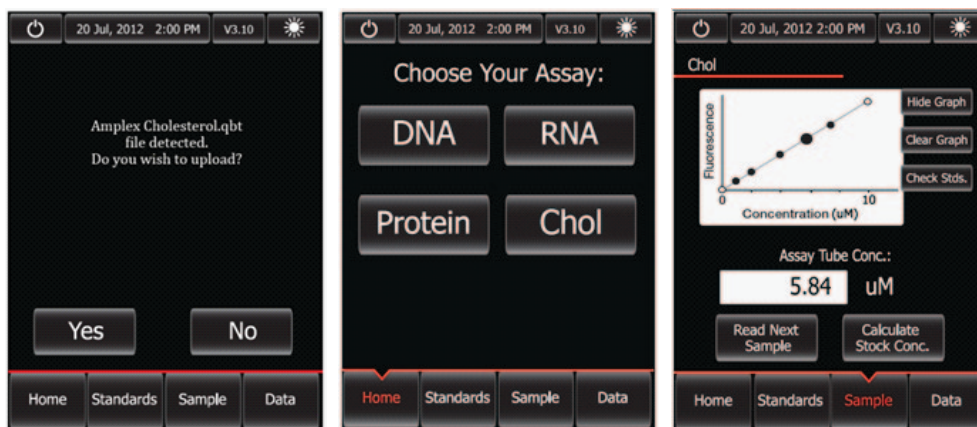 20 Jul, 2012 2:00 PM V3.10
Amplex Cholesterol.qbt
file detected.
Do you wish to upload?
Yes No
Home Standards Sample Data
20 Jul, 2012 2:00 PM V3.10
Choose Your Assay:
DNA RNA
Protein Chol
Home Standards Sample Data
20 Jul, 2012 2:00 PM V3.10
Chol
Hide Graph
Clear Graph
Check Stds.
Fluorescence
0 10
Concentration (uM)
Assay Tube Conc.:
5.84 uM
Read Next
Sample
Calculate
Stock Conc.
Home Standards Sample Data